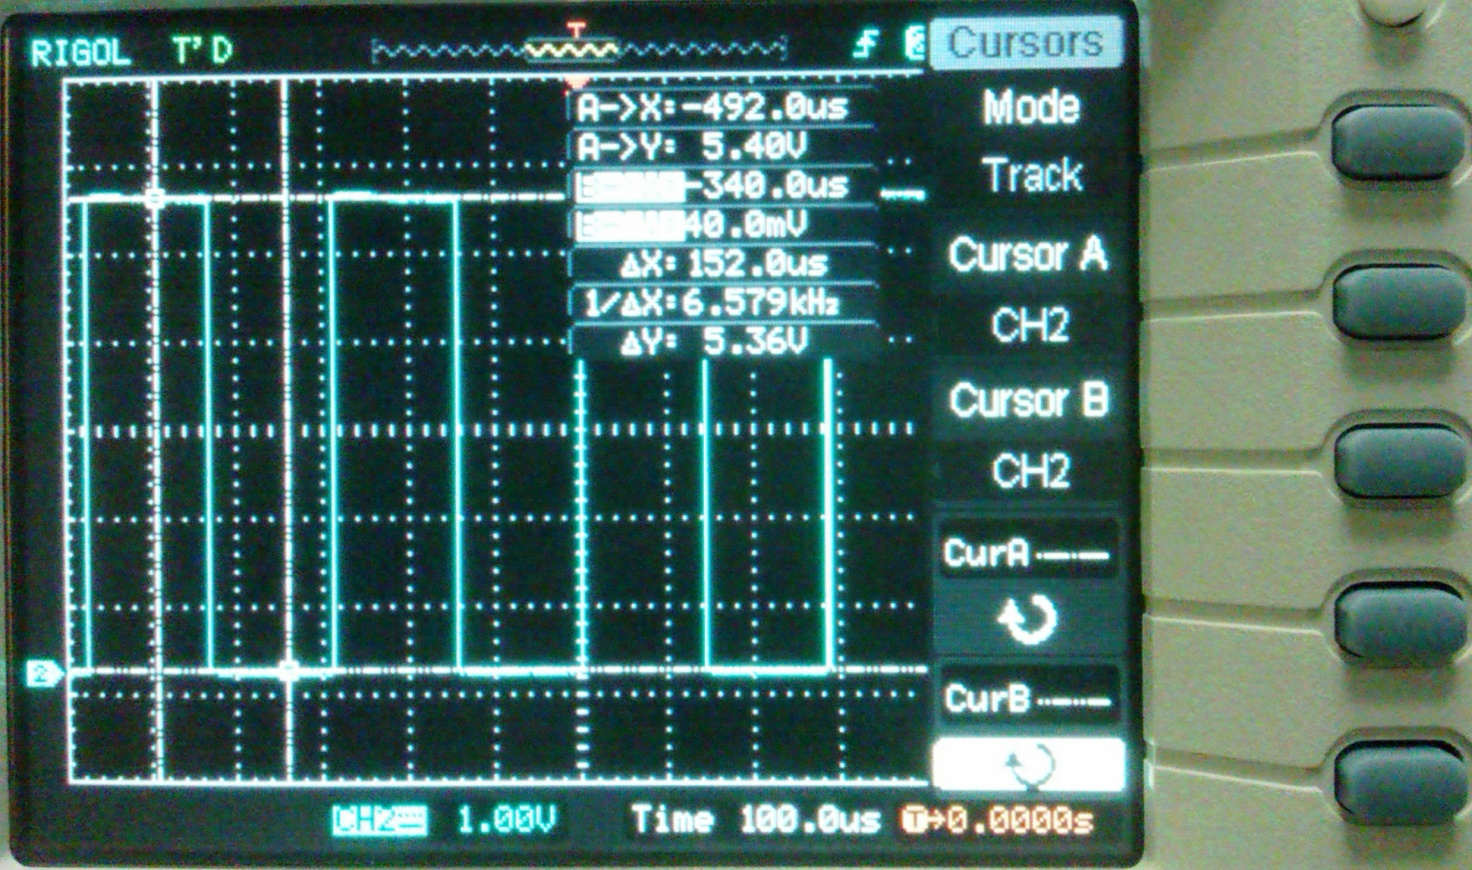 RIGOL T'D
T
Cursors
A->X:-492.0us
A->Y: 5.40V
-340.0us
40.0mV
ΔX:152.0us
1/ΔX:6.579kHz
ΔY: 5.36V
Mode
Track
Cursor A
CH2
Cursor B
CH2
CurA
CurB
2
CH2 1.00V Time 100.0us T→0.0000s